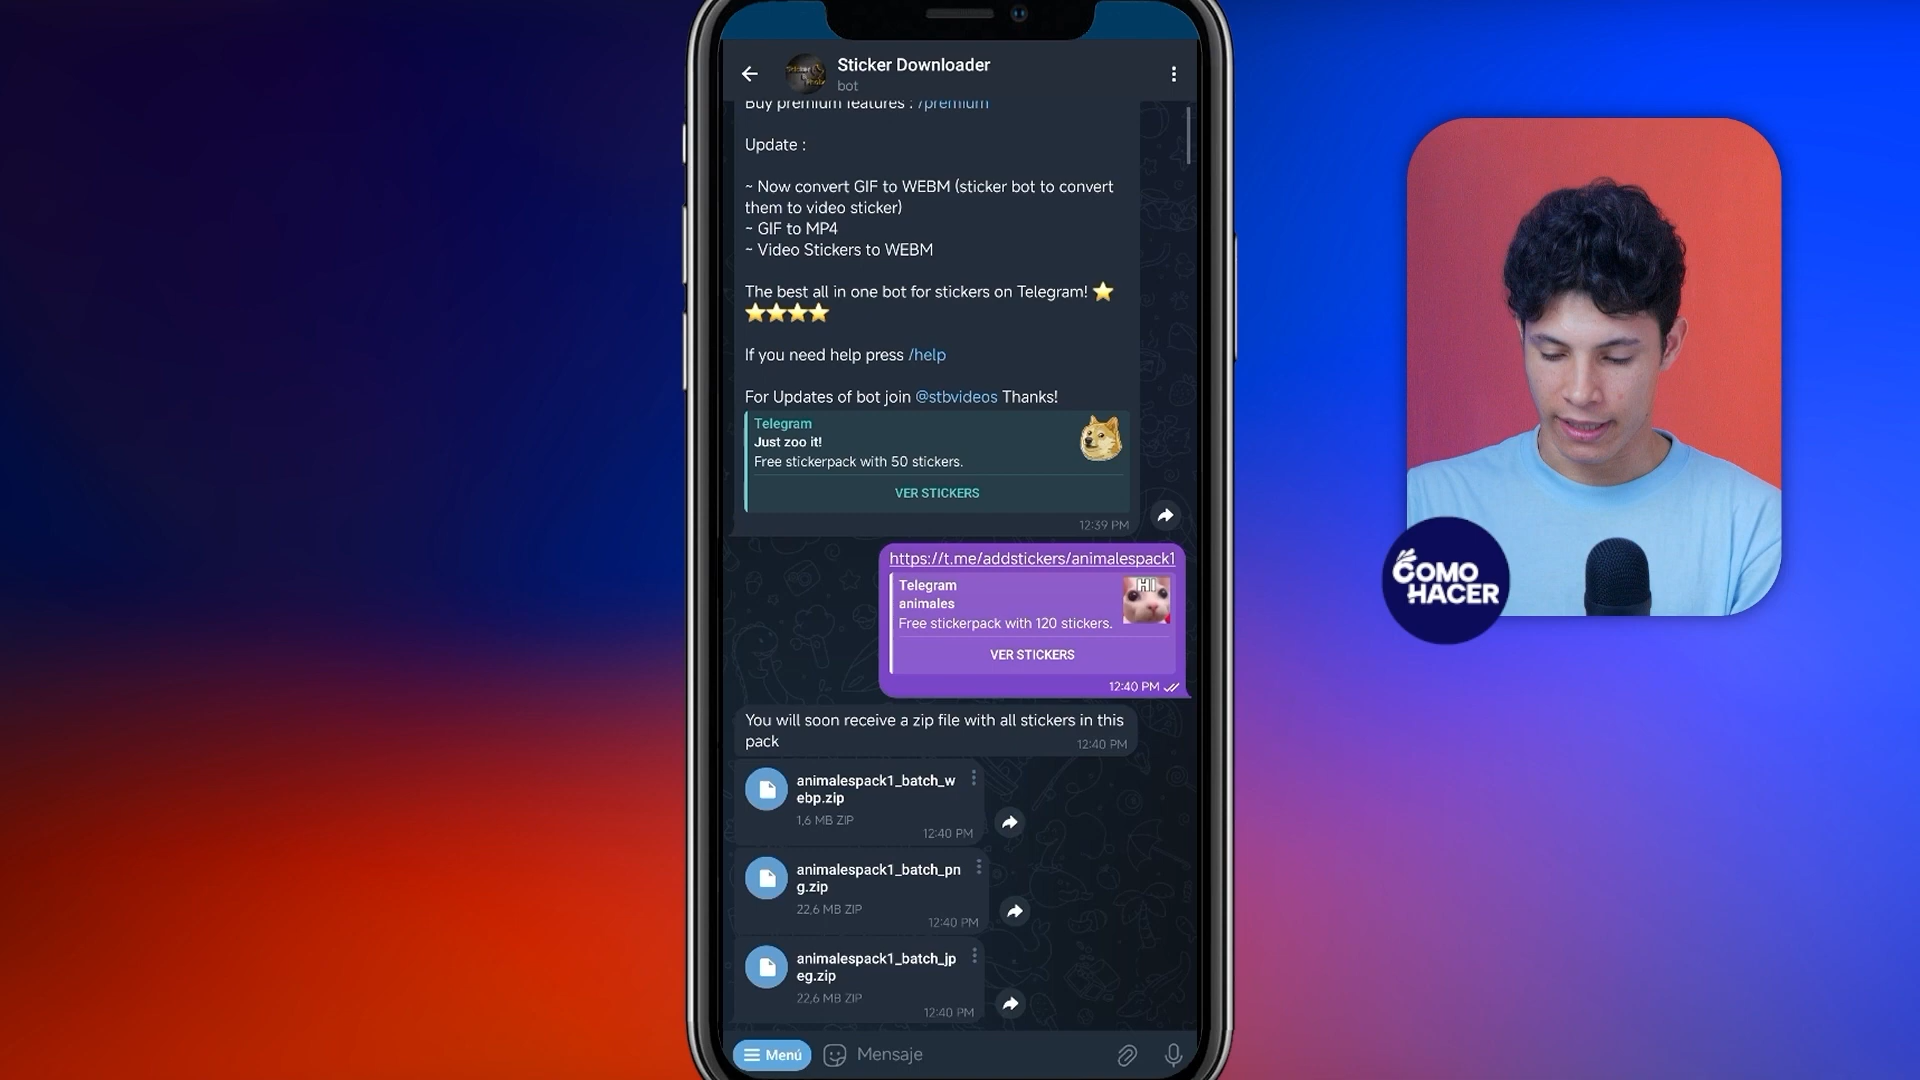 Sticker Downloader
bot
Buy premium features : /premium
Update :
~ Now convert GIF to WEBM (sticker bot to convert
them to video sticker)
~ GIF to MP4
~ Video Stickers to WEBM
The best all in one bot for stickers on Telegram! ⭐
⭐⭐⭐⭐
If you need help press /help
For Updates of bot join @stbvideos Thanks!
Telegram
Just zoo it!
Free stickerpack with 50 stickers.
VER STICKERS
12:39 PM
https://t.me/addstickers/animalespack1
Telegram
HI
animales
Free stickerpack with 120 stickers.
VER STICKERS
12:40 PM
You will soon receive a zip file with all stickers in this
pack
12:40 PM
animalespack1_batch_w
ebp.zip
1,6 MB ZIP
12:40 PM
animalespack1_batch_pn
g.zip
22,6 MB ZIP
12:40 PM
animalespack1_batch_jp
eg.zip
22,6 MB ZIP
12:40 PM
Menú
Mensaje
COMO
HACER